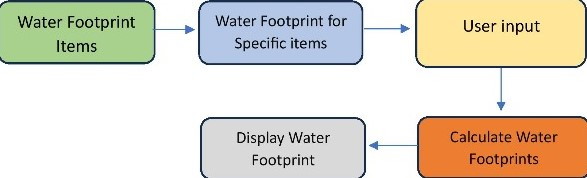 Water Footprint
Items
Water Footprint for
Specific items
User input
Calculate Water
Footprints
Display Water
Footprint